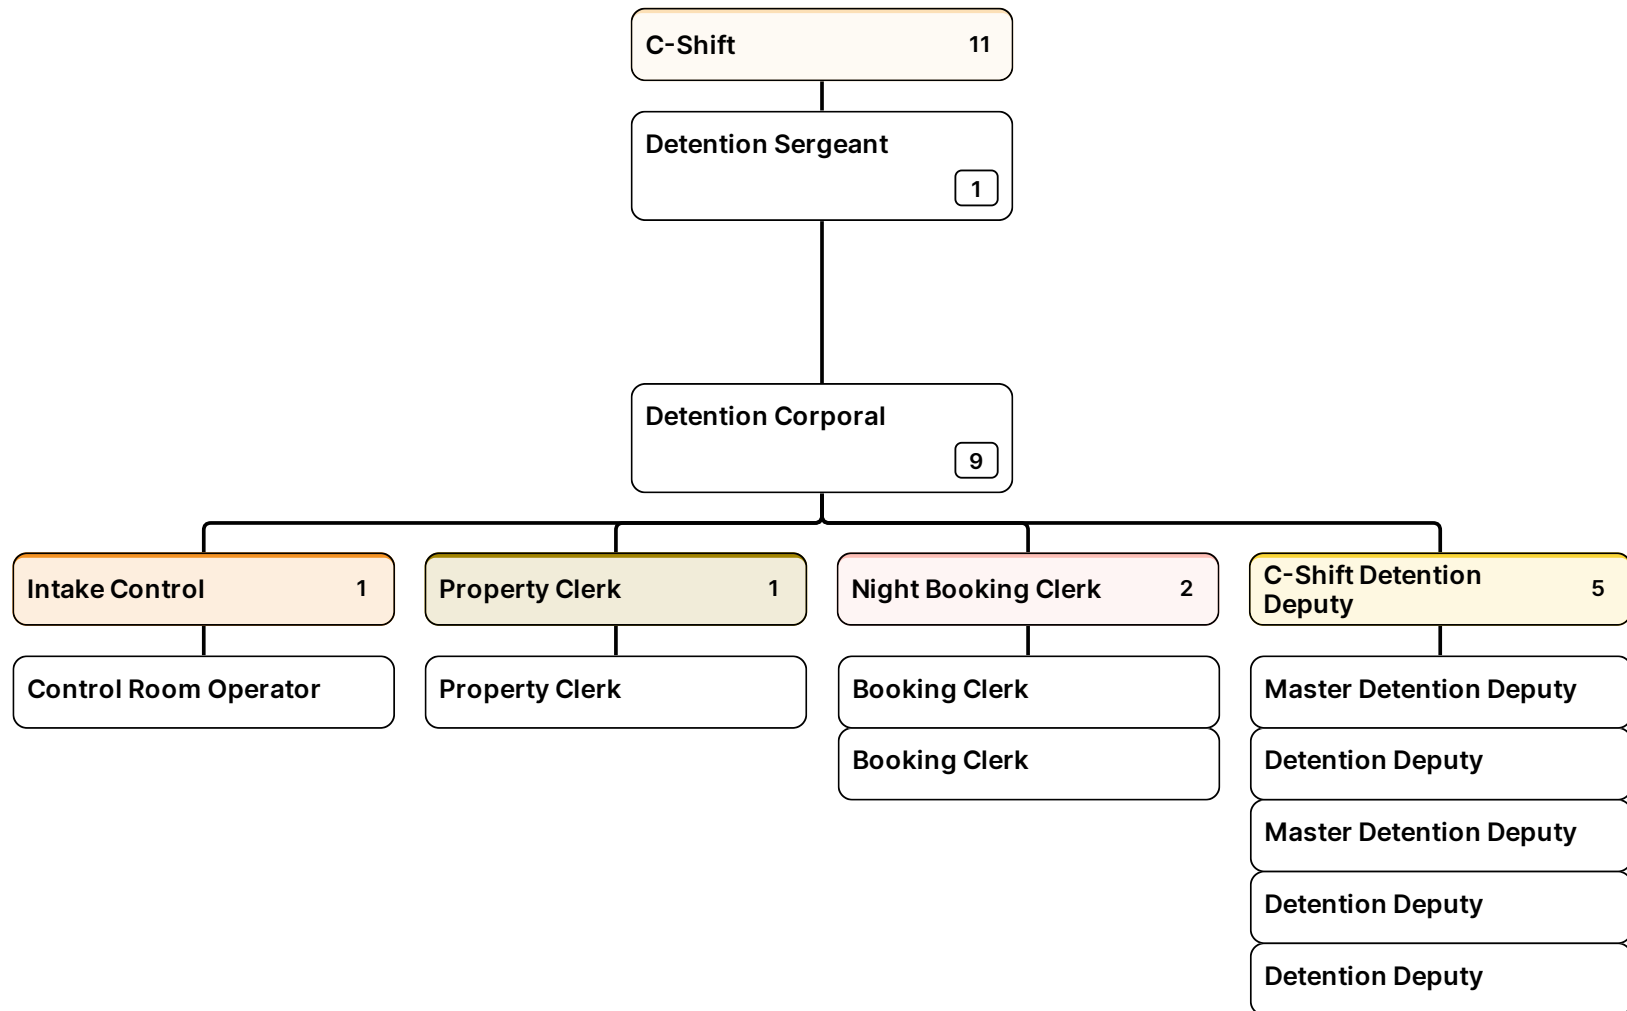 C-Shift 11
Detention Sergeant
1
Detention Corporal
9
Intake Control 1
Control Room Operator
Property Clerk 1
Property Clerk
Night Booking Clerk 2
Booking Clerk
Booking Clerk
C-Shift Detention
Deputy 5
Master Detention Deputy
Detention Deputy
Master Detention Deputy
Detention Deputy
Detention Deputy